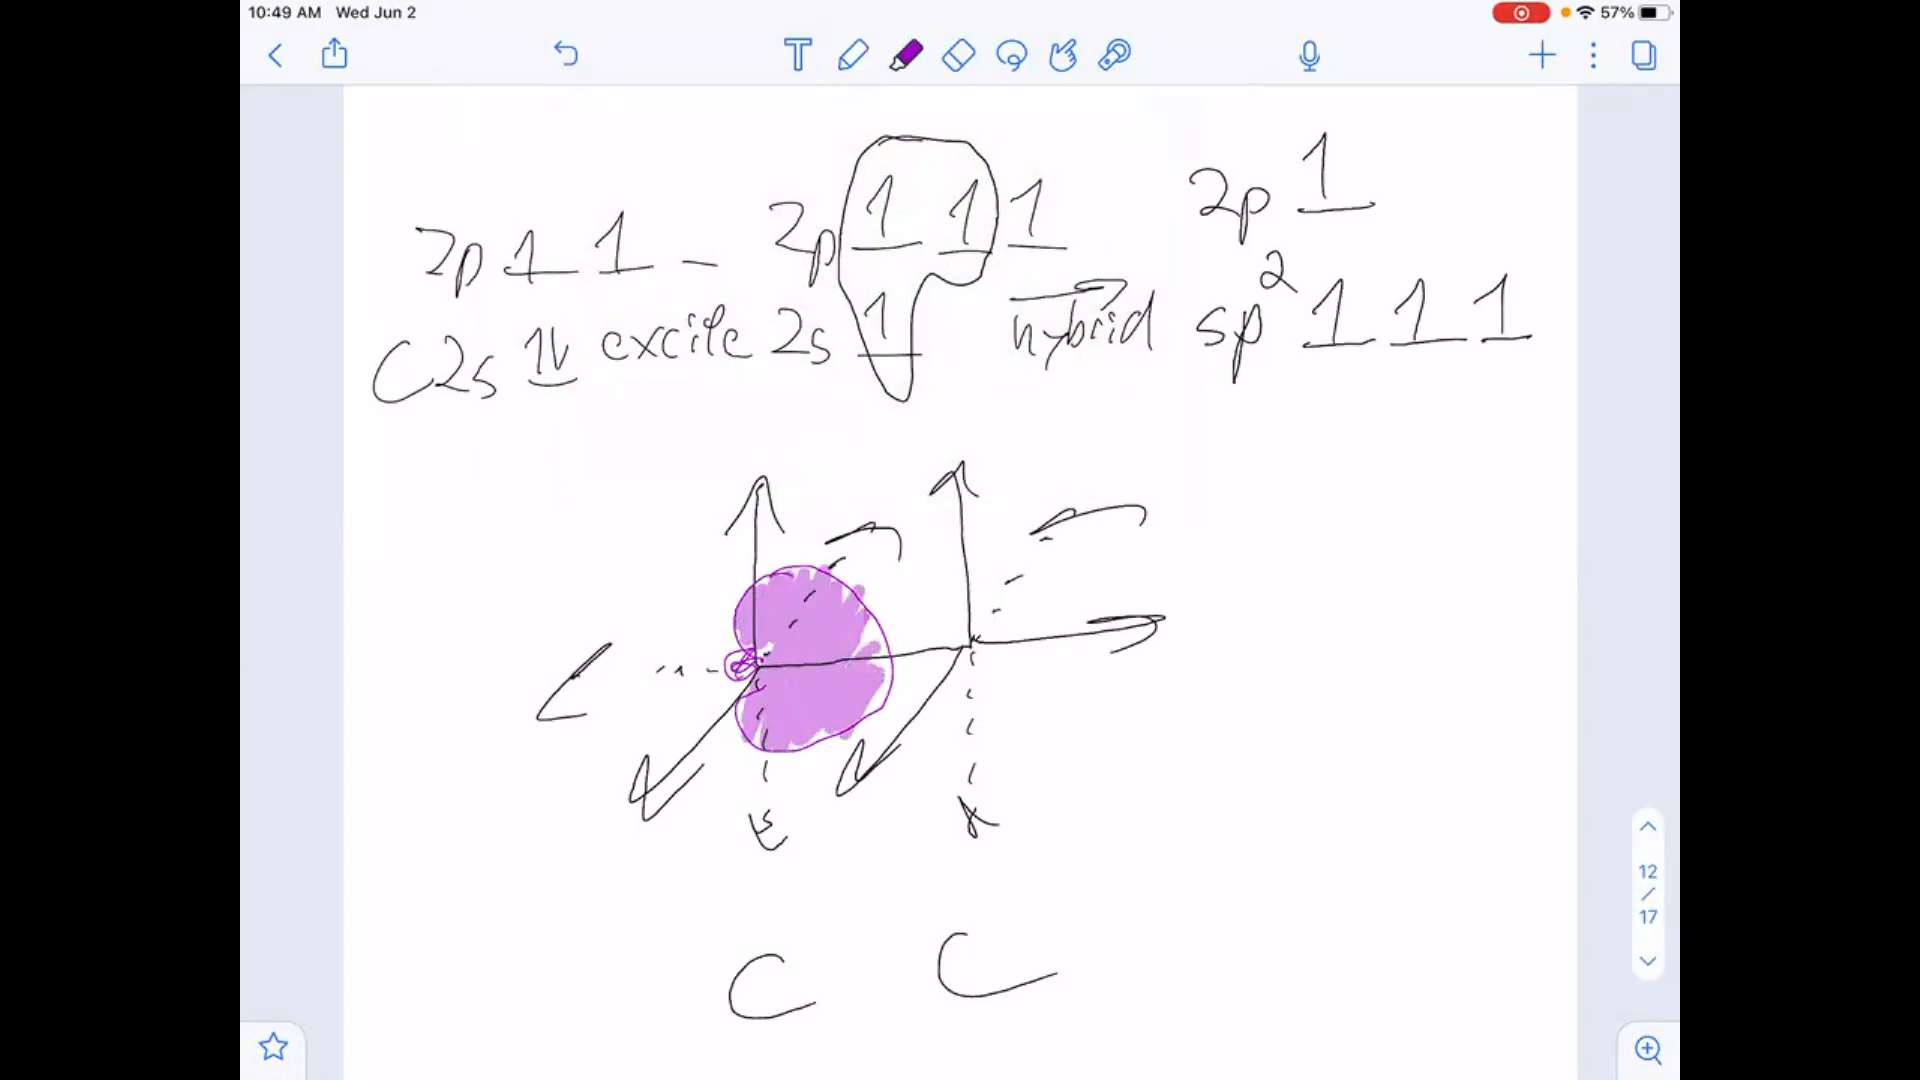 10:49 AM Wed Jun 2
57%
2p 1 1 _ 2p 1 1 1 2p 1
C 2s 1l excite 2s 1 hybrid sp2 1 1 1
C C
12
/
17